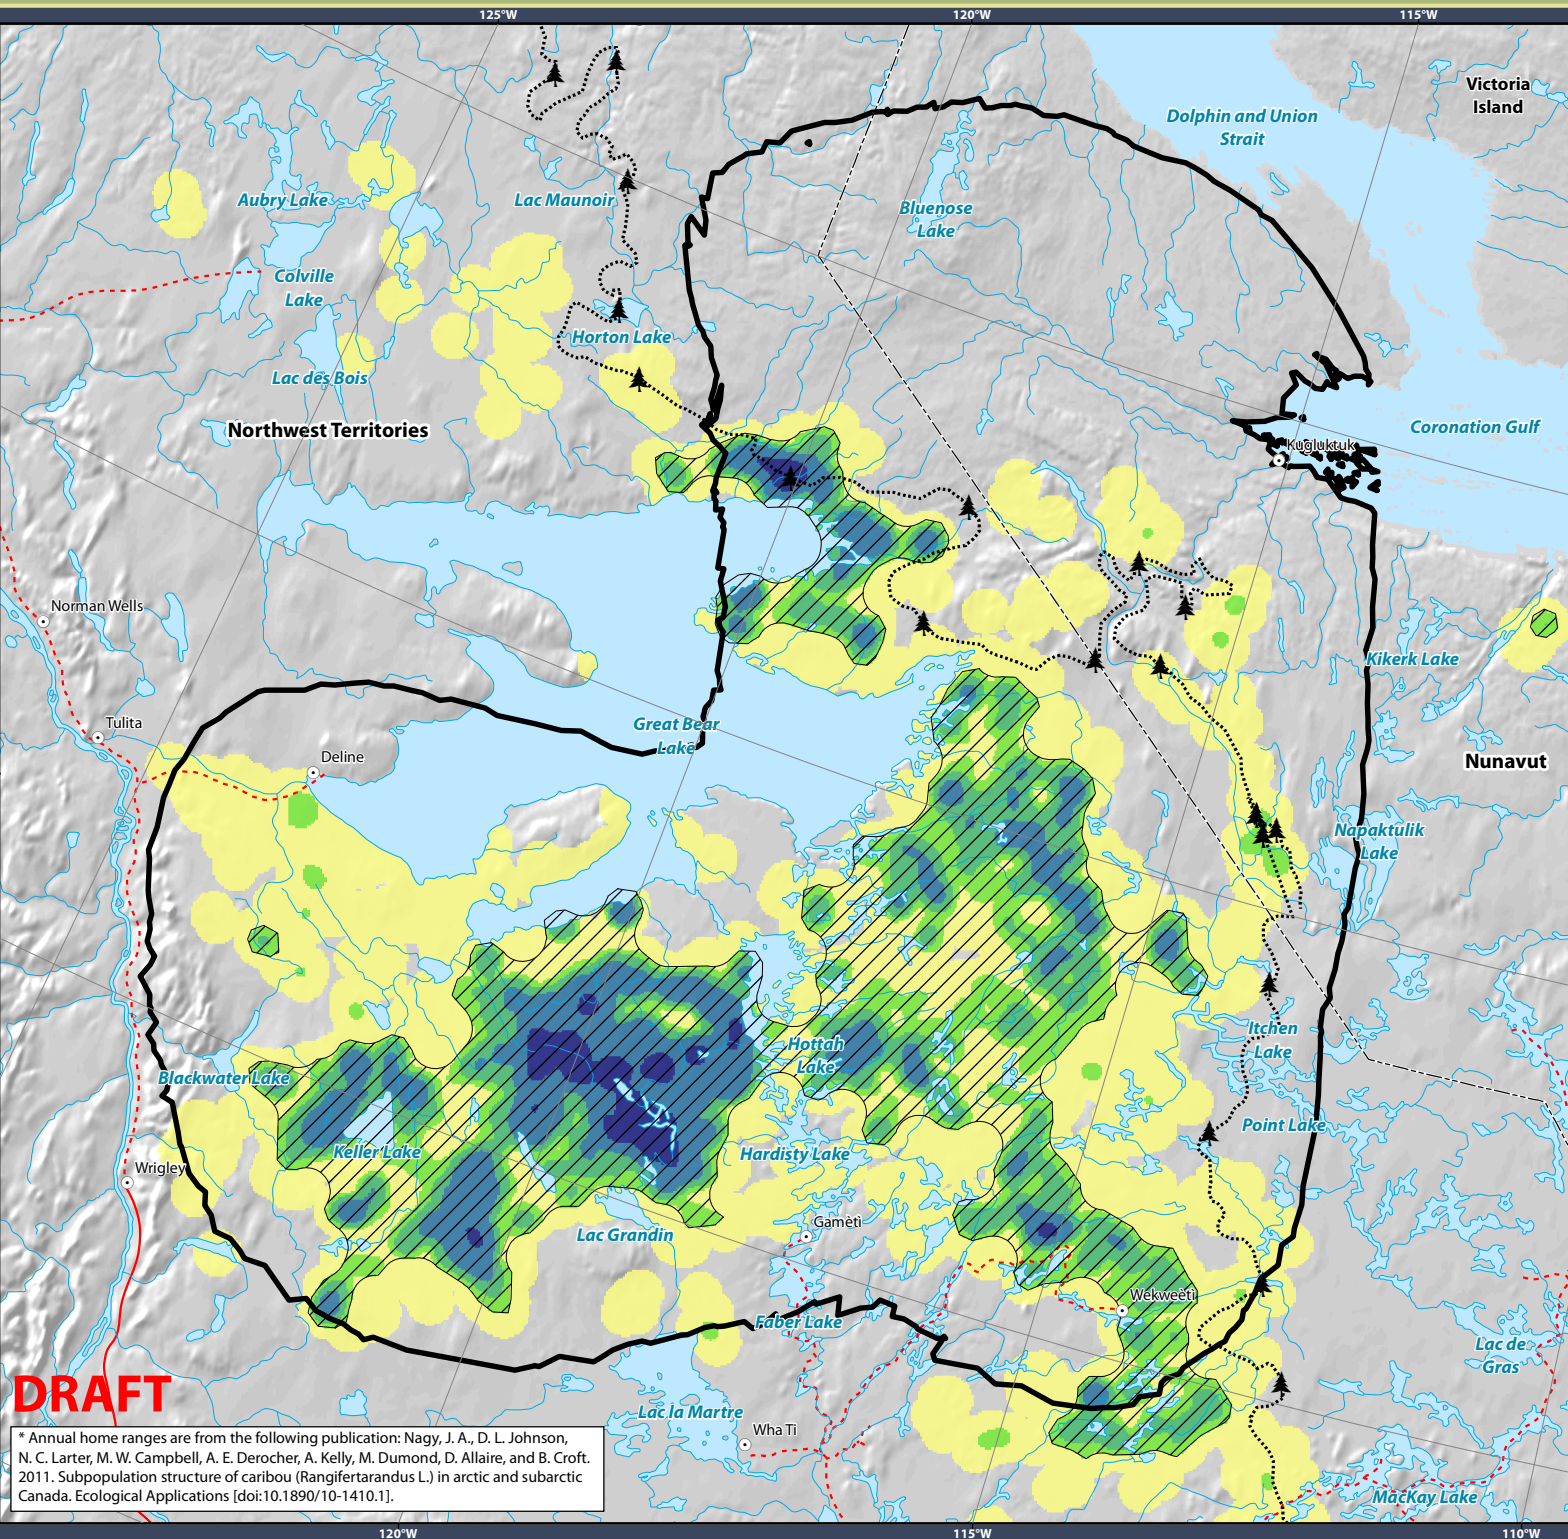 125°W
120°W
115°W
Victoria
Island
Dolphin and Union
Strait
Aubry Lake
Lac Maunoir
Bluenose
Lake
Colville
Lake
Horton Lake
Lac des Bois
Northwest Territories
Coronation Gulf
Kugluktuk
Norman Wells
Kikerk Lake
Tulita
Great Bear
Lake
Deline
Nunavut
Napaktulik
Lake
Itchen
Lake
Hottah
Lake
Blackwater Lake
Point Lake
Keller Lake
Hardisty Lake
Wrigley
Gamètì
Lac Grandin
Wekweètì
Faber Lake
Lac de
Gras
DRAFT
Lac la Martre
Wha Ti
* Annual home ranges are from the following publication: Nagy, J. A., D. L. Johnson,
N. C. Larter, M. W. Campbell, A. E. Derocher, A. Kelly, M. Dumond, D. Allaire, and B. Croft.
2011. Subpopulation structure of caribou (Rangifertarandus L.) in arctic and subarctic
Canada. Ecological Applications [doi:10.1890/10-1410.1].
MacKay Lake
120°W
115°W
110°W